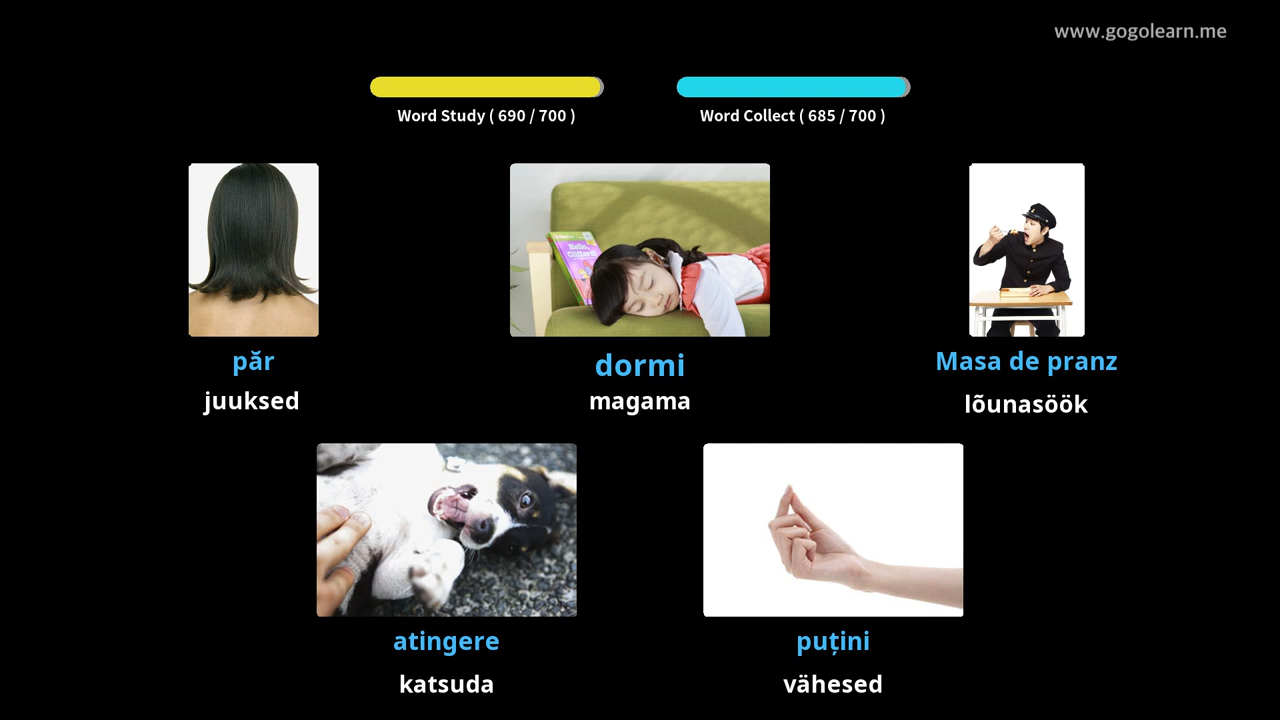 www.gogolearn.me
Word Study ( 690 / 700 )
Word Collect ( 685 / 700 )
Hello,
păr
dormi
Masa de pranz
juuksed
magama
lõunasöök
atingere
puțini
katsuda
vähesed